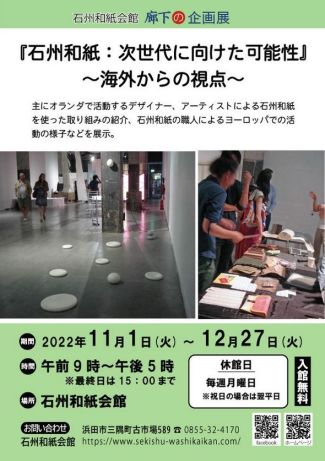 石州和紙会館 廊下の企画展
『石州和紙：次世代に向けた可能性』
～海外からの視点～
主にオランダで活動するデザイナー、アーティストによる石州和紙
を使った取り組みの紹介、石州和紙の職人によるヨーロッパでの活
動の様子などを展示。
期間 2022年11月1日(火) ～ 12月27日(火)
時間 午前9時～午後5時
※最終日は15：00まで
場所 石州和紙会館
休館日
毎週月曜日
※祝日の場合は翌平日
入館無料
お問い合わせ 浜田市三隅町古市場589 ☎ 0855-32-4170
石州和紙会館 https://www.sekishu-washikaikan.com/
facebook
ホームページ